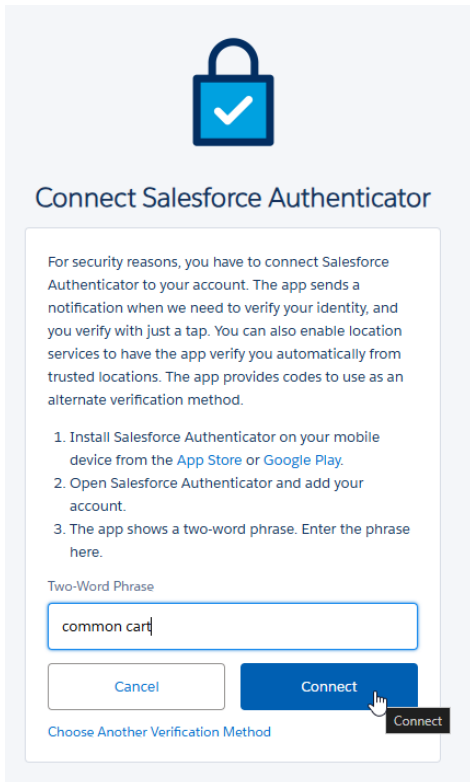 Connect Salesforce Authenticator
For security reasons, you have to connect Salesforce
Authenticator to your account. The app sends a
notification when we need to verify your identity, and
you verify with just a tap. You can also enable location
services to have the app verify you automatically from
trusted locations. The app provides codes to use as an
alternate verification method.
1. Install Salesforce Authenticator on your mobile
device from the App Store or Google Play.
2. Open Salesforce Authenticator and add your
account.
3. The app shows a two-word phrase. Enter the phrase
here.
Two-Word Phrase
common cart
Cancel
Connect
Connect
Choose Another Verification Method